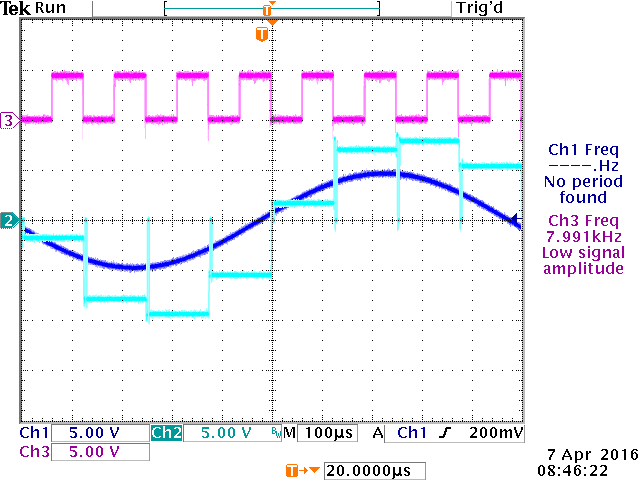 Tek Run Trig'd
T
T
3
2
Ch1 Freq
----.Hz
No period
found
Ch3 Freq
7.991kHz
Low signal
amplitude
Ch1 5.00 V Ch2 5.00 V BW M 100µs A Ch1 200mV
Ch3 5.00 V
T 20.0000µs
7 Apr 2016
08:46:22